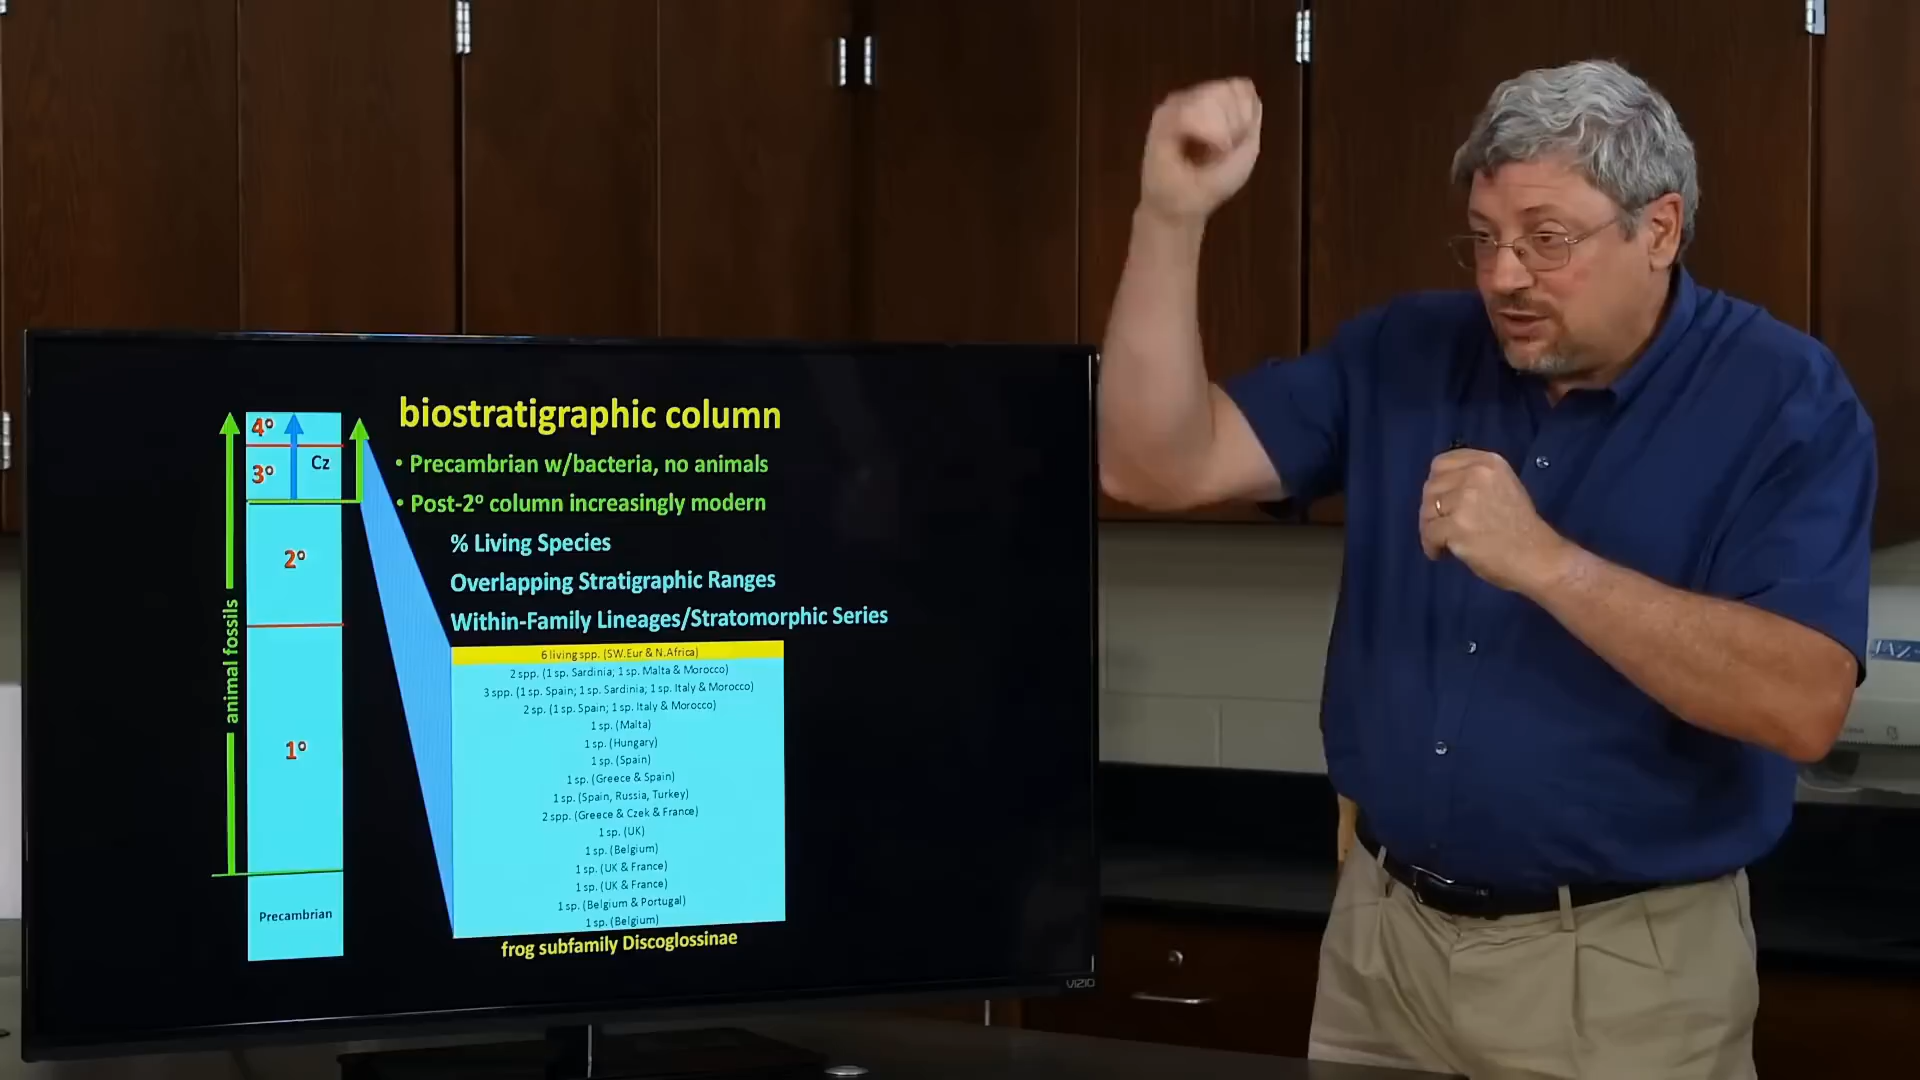 biostratigraphic column
4º
• Precambrian w/bacteria, no animals
Cz
3º
• Post-2º column increasingly modern
% Living Species
2º
Overlapping Stratigraphic Ranges
Within-Family Lineages/Stratomorphic Series
animal fossils
6 living spp. (SW.Eur & N.Africa)
2 spp. (1 sp. Sardinia; 1 sp. Malta & Morocco)
3 spp. (1 sp. Spain; 1 sp. Sardinia; 1 sp. Italy & Morocco)
2 sp. (1 sp. Spain; 1 sp. Italy & Morocco)
1 sp. (Malta)
1 sp. (Hungary)
1º
1 sp. (Spain)
1 sp. (Greece & Spain)
1 sp. (Spain, Russia, Turkey)
2 spp. (Greece & Czek & France)
1 sp. (UK)
1 sp. (Belgium)
1 sp. (UK & France)
1 sp. (UK & France)
1 sp. (Belgium & Portugal)
1 sp. (Belgium)
Precambrian
frog subfamily Discoglossinae
VIZIO